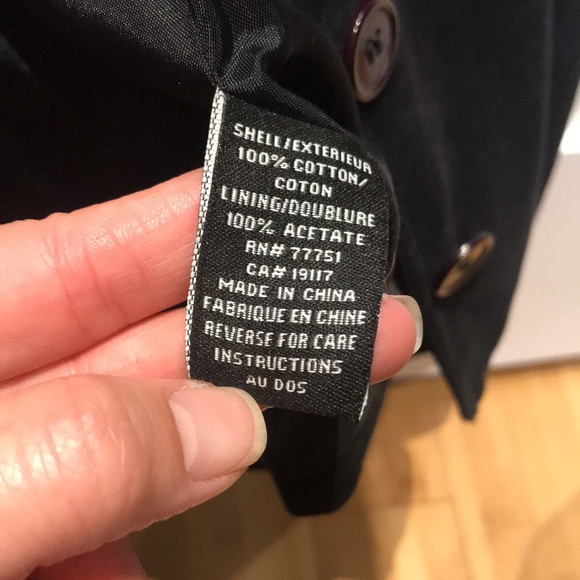 SHELL/EXTERIEUR
100% COTTON/
COTON
LINING/DOUBLURE
100% ACETATE
RN# 77751
CA# 19117
MADE IN CHINA
FABRIQUE EN CHINE
REVERSE FOR CARE
INSTRUCTIONS
AU DOS